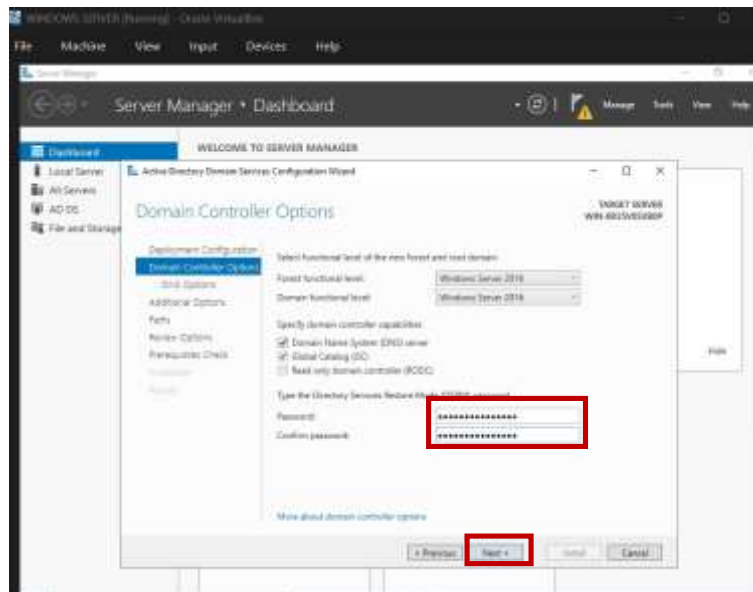 WINDOWS SERVER (Running) - Oracle VirtualBox
File Machine View Input Devices Help
Server Manager
Server Manager • Dashboard
Manage Tools View Help
Dashboard
Local Server
All Servers
AD DS
File and Storage
WELCOME TO SERVER MANAGER
Active Directory Domain Services Configuration Wizard
Domain Controller Options
TARGET SERVER
Deployment Configuration
Domain Controller Options
DNS Options
Additional Options
Paths
Review Options
Prerequisites Check
Select functional level of the new forest and root domain
Forest functional level: Windows Server 2016
Domain functional level: Windows Server 2016
Specify domain controller capabilities
Domain Name System (DNS) server
Global Catalog (GC)
Read only domain controller (RODC)
Type the Directory Services Restore Mode (DSRM) password
Password: •••••••••••••••
Confirm password: •••••••••••••••
More about domain controller options
Hide
< Previous Next > Install Cancel